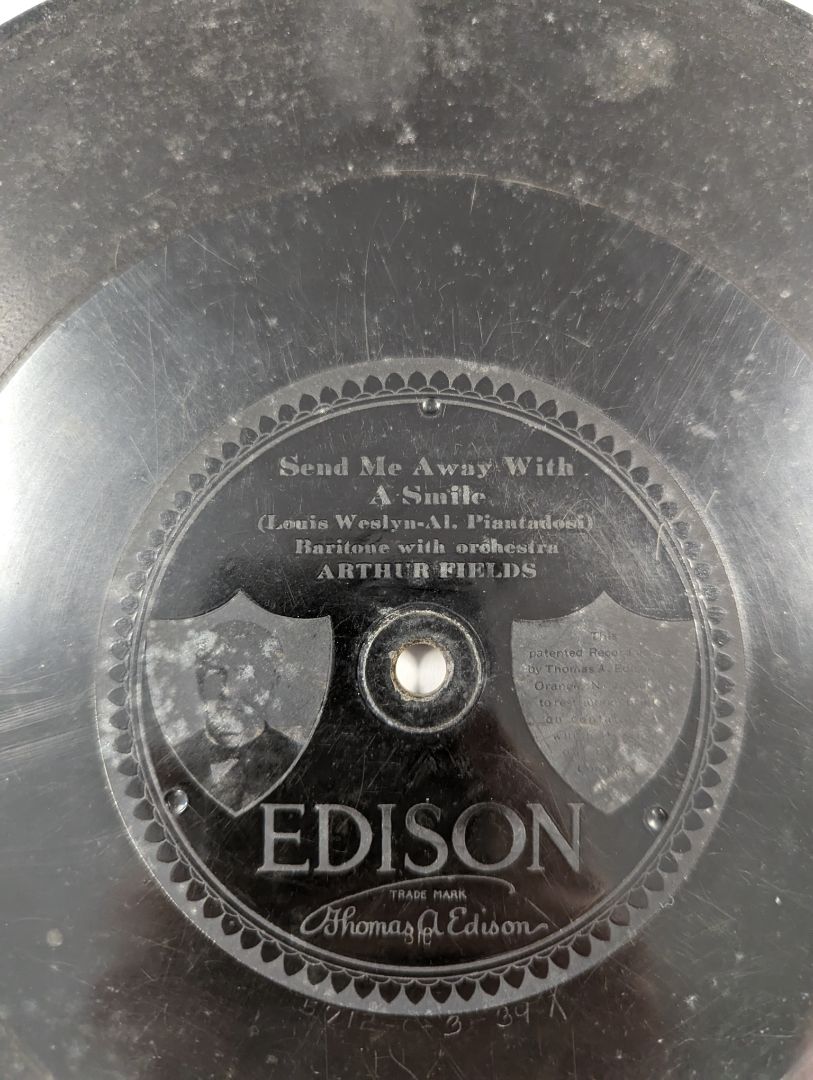 Send Me Away With
A Smile
(Louis Weslyn-Al. Piantadosi)
Baritone with orchestra
ARTHUR FIELDS
This
patented Record
by Thomas A.
Orange, N.
EDISON
TRADE MARK
Thomas A Edison